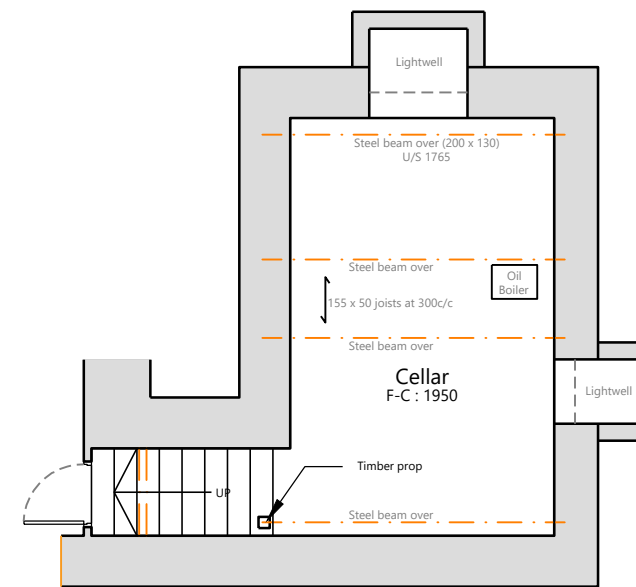 Lightwell
Steel beam over (200 x 130)
U/S 1765
Steel beam over
Oil
Boiler
155 x 50 joists at 300c/c
Steel beam over
Cellar
F-C : 1950
Lightwell
Timber prop
UP
Steel beam over